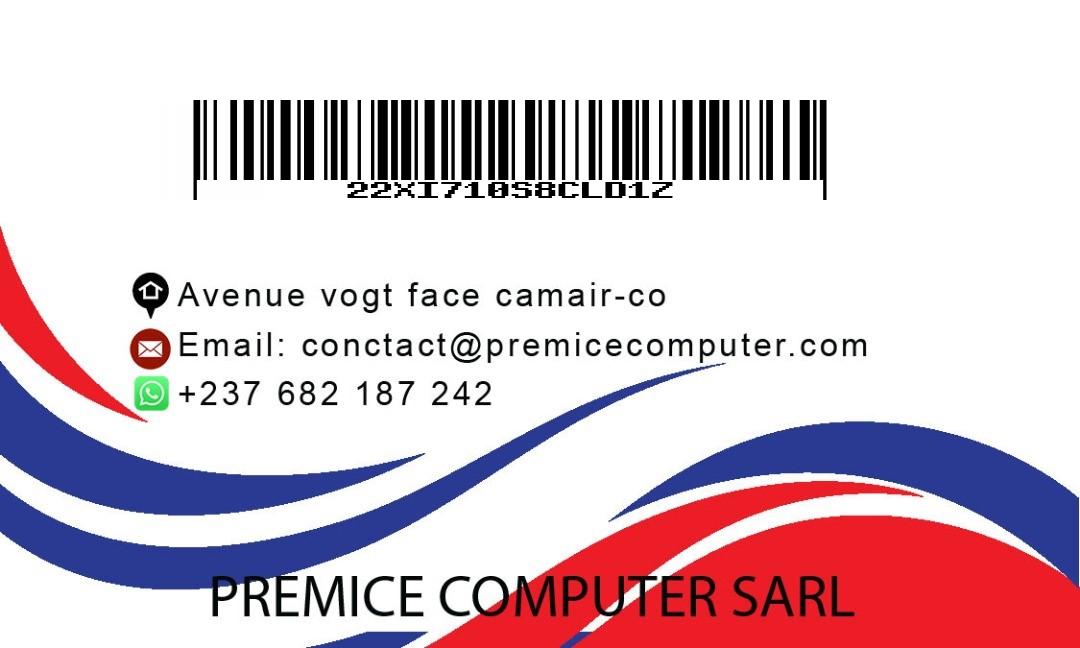 22XI710S8CLD1Z
Avenue vogt face camair-co
Email: conctact@premicecomputer.com
+237 682 187 242
PREMICE COMPUTER SARL